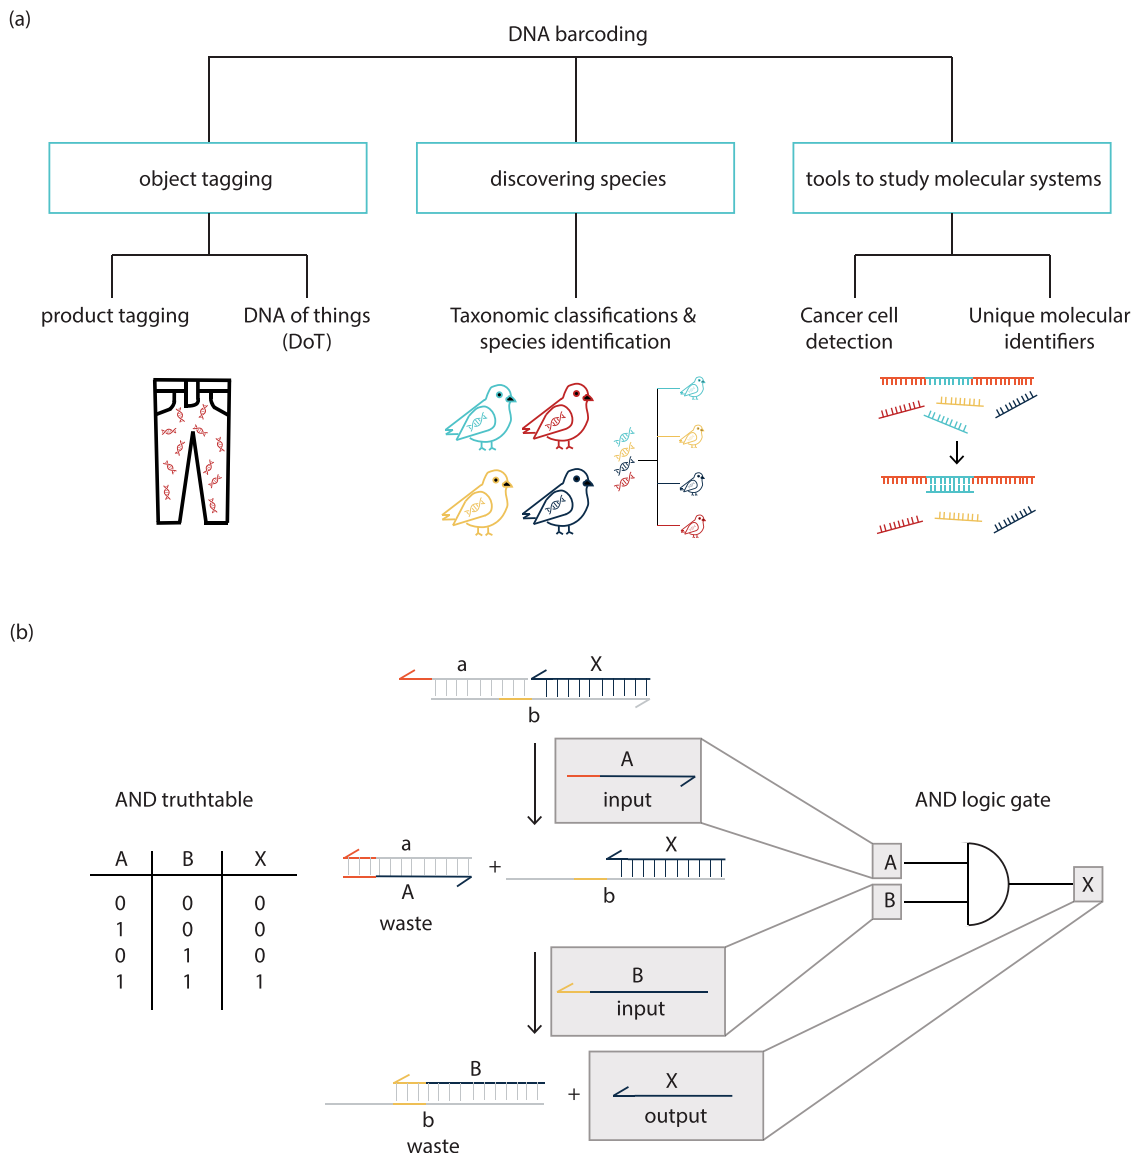 (a)
DNA barcoding
object tagging
discovering species
tools to study molecular systems
product tagging
DNA of things
(DoT)
Taxonomic classifications &
species identification
Cancer cell
detection
Unique molecular
identifiers
(b)
a
X
b
A
input
AND truthtable
A B X
0 0 0
1 0 0
0 1 0
1 1 1
a
A
waste
+
X
b
B
input
B
b
waste
+
X
output
AND logic gate
A
B
X